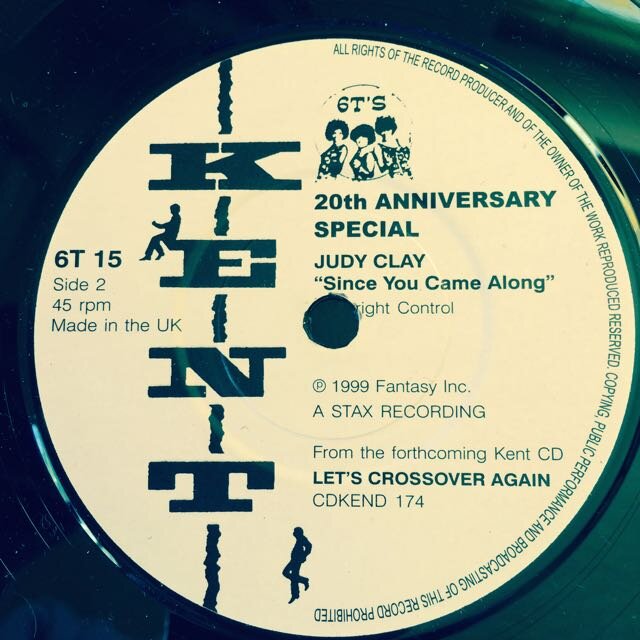 ALL RIGHTS OF THE RECORD PRODUCER AND OF THE OWNER OF THE WORK REPRODUCED RESERVED. COPYING, PUBLIC PERFORMANCE AND BROADCASTING OF THIS RECORD PROHIBITED
KENT
6T'S
20th ANNIVERSARY
SPECIAL
6T 15
Side 2
45 rpm
Made in the UK
JUDY CLAY
“Since You Came Along”
right Control
℗ 1999 Fantasy Inc.
A STAX RECORDING
From the forthcoming Kent CD
LET'S CROSSOVER AGAIN
CDKEND 174